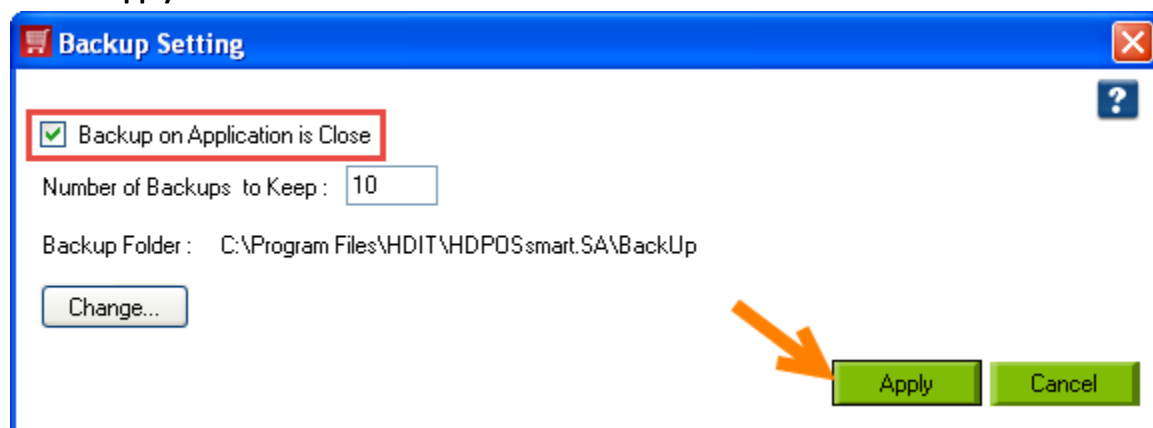 Backup Setting
Backup on Application is Close
Number of Backups to Keep : 10
Backup Folder : C:\Program Files\HDIT\HDPOSsmart.SA\BackUp
Change...
Apply Cancel